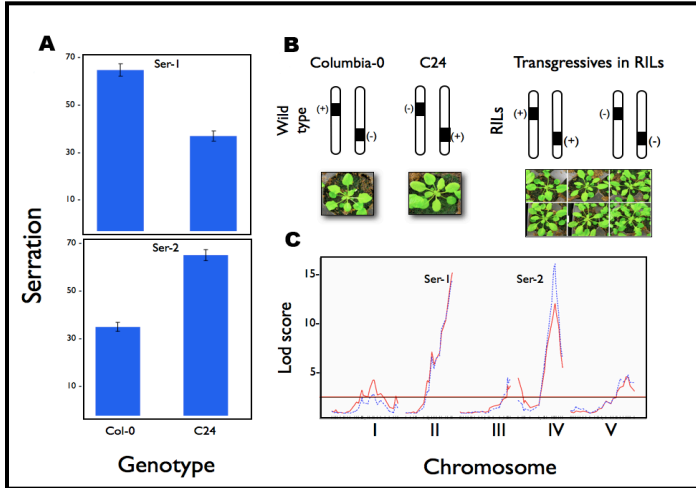 A
Serration
70 -
Ser-1
50 -
30 -
10 -
70 -
Ser-2
50 -
30 -
10 -
Col-0 C24
Genotype
B
Columbia-0 C24 Transgressives in RILs
Wild type
(+) (-) (-) (+)
RILs
(+) (+) (-) (-)
C
Lod score
15
10
5
Ser-1 Ser-2
I II III IV V
Chromosome